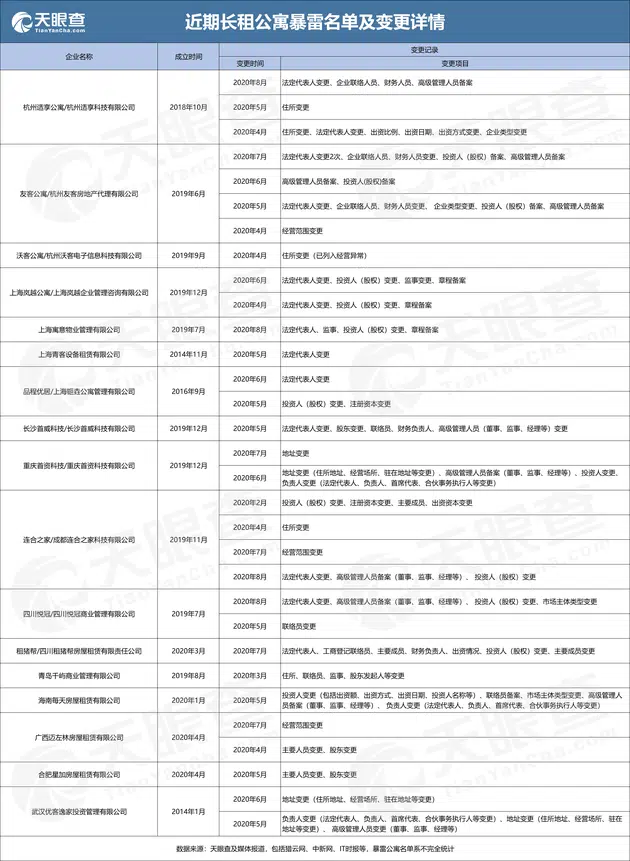 天眼查
TianYanCha.com
近期长租公寓暴雷名单及变更详情
企业名称
成立时间
变更记录
变更时间
变更项目
杭州适享公寓/杭州适享科技有限公司
2018年10月
2020年8月
法定代表人变更、企业联络人员、财务人员、高级管理人员备案
2020年5月
住所变更
2020年4月
住所变更、法定代表人变更、出资比例、出资日期、出资方式变更、企业类型变更
友客公寓/杭州友客房地产代理有限公司
2019年6月
2020年7月
法定代表人变更2次、企业联络人员、财务人员变更、投资人（股权）备案、高级管理人员备案
2020年6月
高级管理人员备案、投资人(股权)备案
2020年5月
法定代表人变更、企业联络人员、财务人员变更、 企业类型变更、投资人（股权）备案、高级管理人员备案
2020年4月
经营范围变更
沃客公寓/杭州沃客电子信息科技有限公司
2019年9月
2020年4月
住所变更（已列入经营异常）
上海岚越公寓/上海岚越企业管理咨询有限公司
2019年12月
2020年6月
法定代表人变更、投资人（股权）变更、监事变更、章程备案
2020年4月
法定代表人变更、投资人（股权）变更、章程备案
上海寓意物业管理有限公司
2019年7月
2020年8月
法定代表人、监事、投资人（股权）变更、章程备案
上海青客设备租赁有限公司
2014年11月
2020年5月
法定代表人变更
品程优居/上海钜垚公寓管理有限公司
2016年9月
2020年6月
法定代表人变更
2020年5月
投资人（股权）变更、注册资本变更
长沙首威科技/长沙首威科技有限公司
2019年12月
2020年5月
法定代表人变更、股东变更、联络员、财务负责人、高级管理人员（董事、监事、经理等）变更
重庆首资科技/重庆首资科技有限公司
2019年12月
2020年7月
地址变更
2020年6月
地址变更（住所地址、经营场所、驻在地址等变更）、高级管理人员备案（董事、监事、经理等）、投资人变更、
负责人变更（法定代表人、负责人、首席代表、合伙事务执行人等变更）
连合之家/成都连合之家科技有限公司
2019年11月
2020年2月
投资人（股权）变更、注册资本变更、主要成员、出资资本变更
2020年4月
住所变更
2020年7月
经营范围变更
2020年8月
法定代表人变更、高级管理人员备案（董事、监事、经理等）、 投资人（股权）变更
四川悦冠/四川悦冠商业管理有限公司
2019年7月
2020年8月
法定代表人变更、高级管理人员备案（董事、监事、经理等）、 投资人（股权）变更、市场主体类型变更
2020年5月
联络员变更
租猪帮/四川租猪帮房屋租赁有限责任公司
2020年3月
2020年7月
法定代表人、工商登记联络员、主要成员、财务负责人、出资情况、投资人（股权）变更、主要成员变更
青岛千屿商业管理有限公司
2019年8月
2020年3月
住所、联络员、监事、股东发起人等变更
海南每天房屋租赁有限公司
2020年1月
2020年5月
投资人变更（包括出资额、出资方式、出资日期、投资人名称等）、联络员备案、市场主体类型变更、高级管理人
员备案（董事、监事、经理等）、 负责人变更（法定代表人、负责人、首席代表、合伙事务执行人等变更）
广西迈左林房屋租赁有限公司
2020年4月
2020年7月
经营范围变更
2020年4月
主要人员变更、股东变更
合肥星加房屋租赁有限公司
2020年4月
2020年5月
主要人员变更、股东变更
武汉优客逸家投资管理有限公司
2014年1月
2020年6月
地址变更（住所地址、经营场所、驻在地址等变更）
2020年5月
负责人变更（法定代表人、负责人、首席代表、合伙事务执行人等变更）、地址变更（住所地址、经营场所、驻在
地址等变更）、 高级管理人员变更（董事、监事、经理等）
数据来源：天眼查及媒体报道，包括猎云网、中新网、IT时报等，暴雷公寓名单系不完全统计